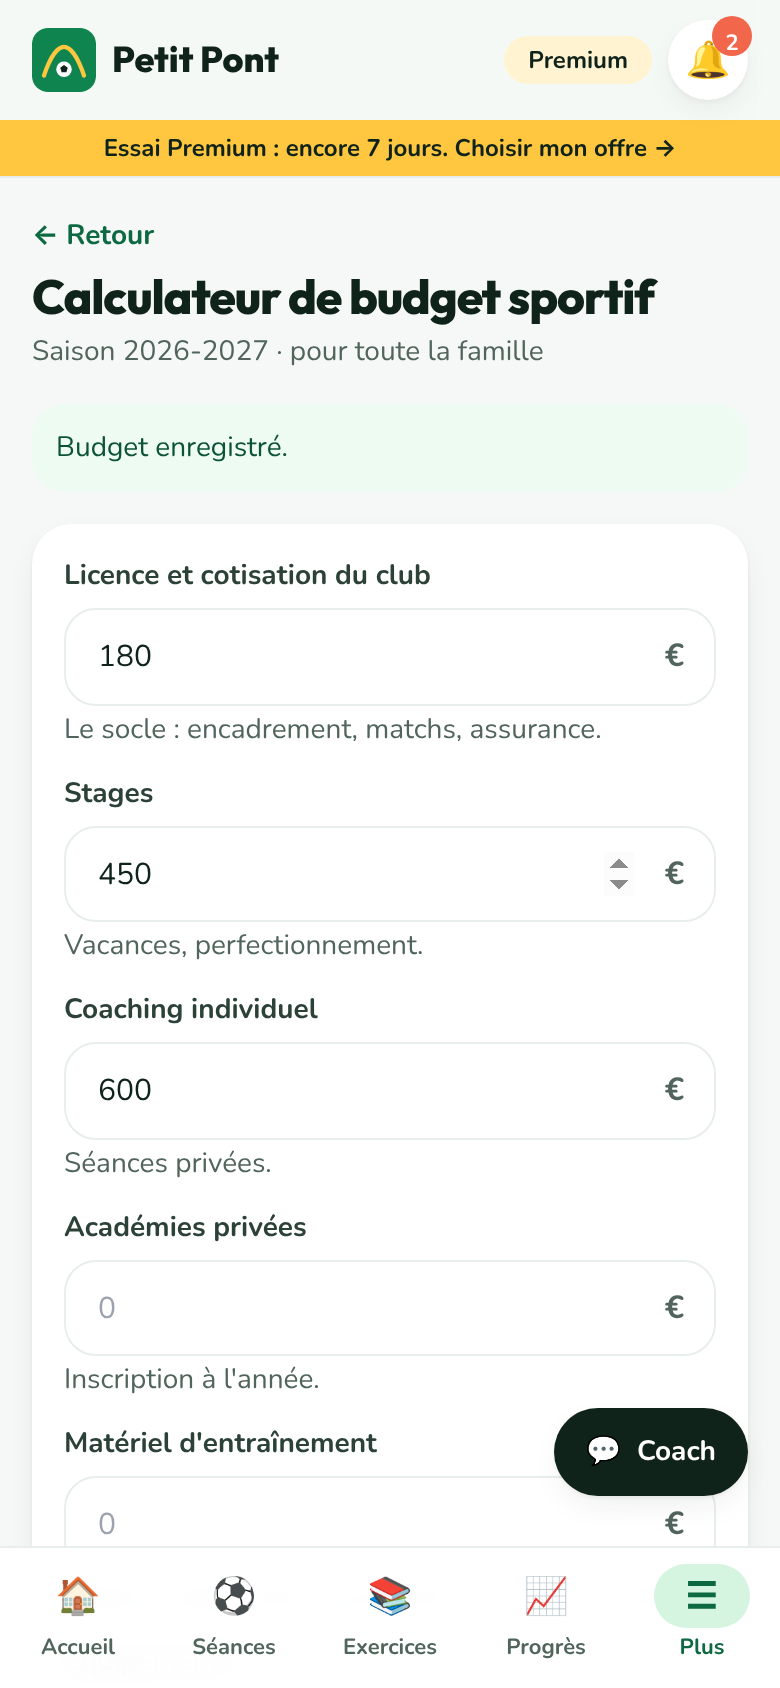 Petit Pont
Premium
2
Essai Premium : encore 7 jours. Choisir mon offre →
← Retour
Calculateur de budget sportif
Saison 2026-2027 · pour toute la famille
Budget enregistré.
Licence et cotisation du club
180 €
Le socle : encadrement, matchs, assurance.
Stages
450 €
Vacances, perfectionnement.
Coaching individuel
600 €
Séances privées.
Académies privées
0 €
Inscription à l'année.
Matériel d'entraînement
Coach
0 €
Accueil Séances Exercices Progrès Plus